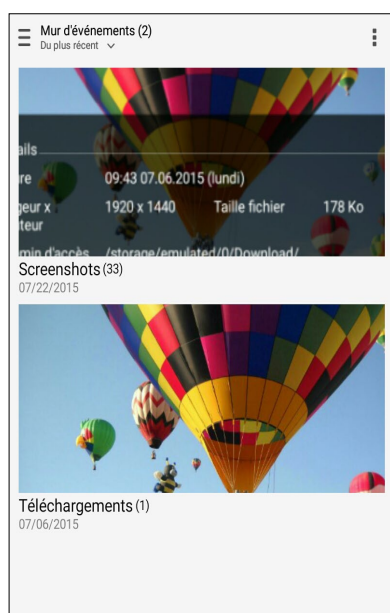 Mur d'événements (2)
Du plus récent
ails
re 09:43 07.06.2015 (lundi)
geur x 1920 x 1440 Taille fichier 178 Ko
teur
min d'accès /storage/emulated/0/Download/
Screenshots (33)
07/22/2015
Téléchargements (1)
07/06/2015